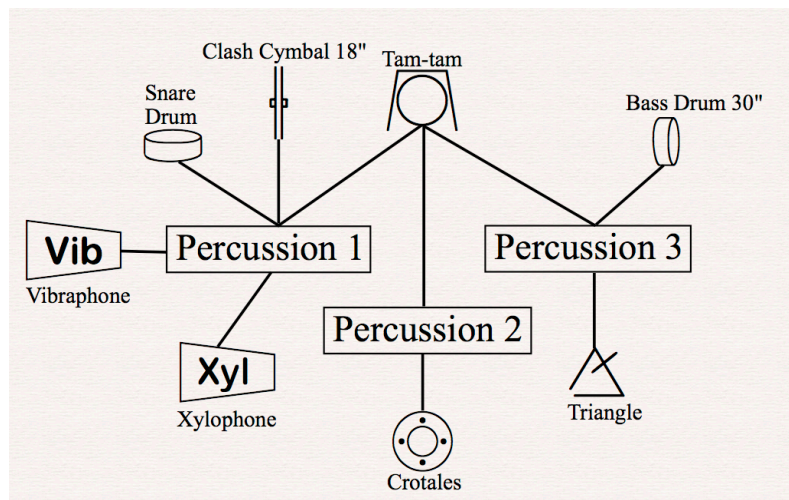 Clash Cymbal 18"
Tam-tam
Snare
Drum
Bass Drum 30"
Vib
Vibraphone
Percussion 1
Percussion 3
Percussion 2
Xyl
Xylophone
Triangle
Crotales